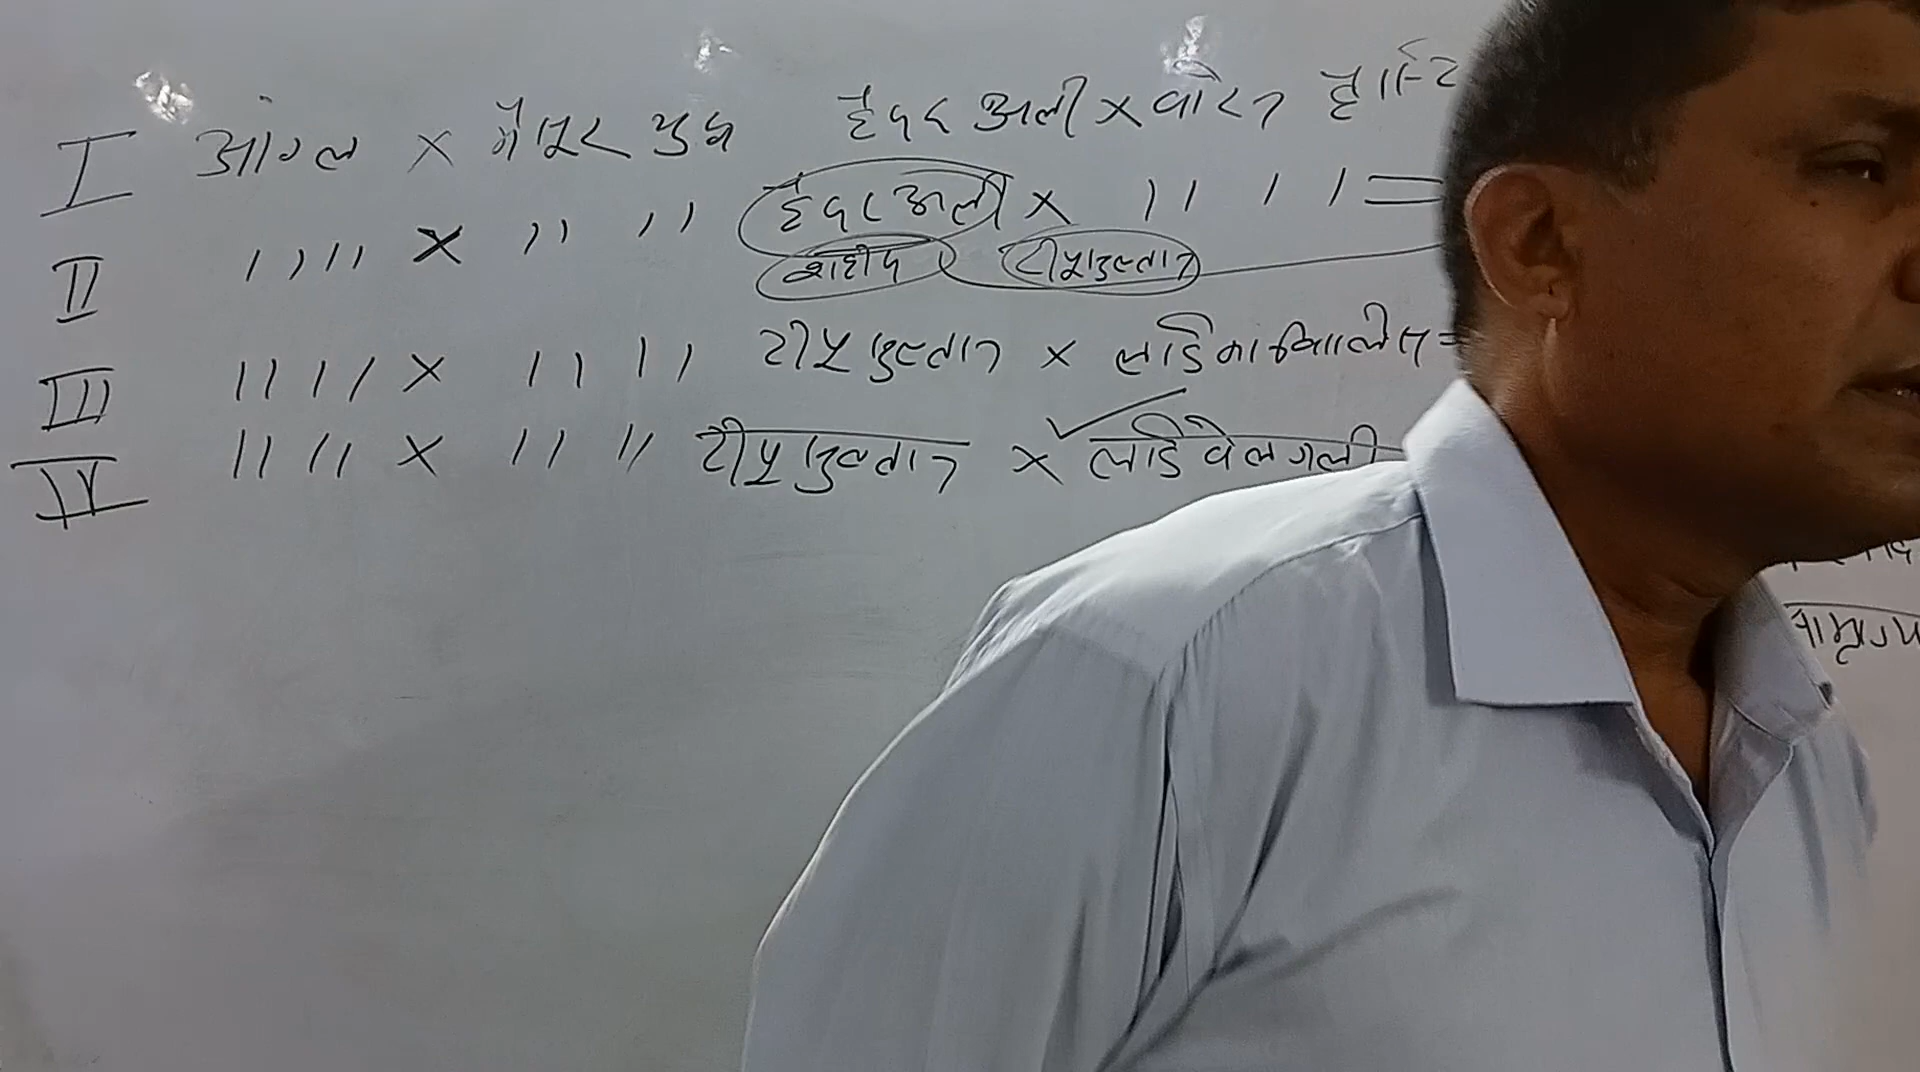 I आंग्ल × मैसूर युद्ध हैदर अली × वारेन हेस्टि
II ,, ,, × ,, ,, हैदर अली × ,, ,, =
शहीद टीपू सुल्तान
III ,, ,, × ,, ,, टीपू सुल्तान × लार्ड कार्नवालिस =
IV ,, ,, × ,, ,, टीपू सुल्तान × लार्ड वेलजली